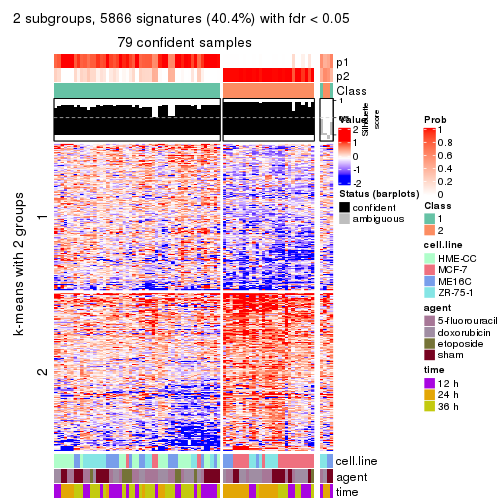 2 subgroups, 5866 signatures (40.4%) with fdr < 0.05
79 confident samples
p1
p2
Class
1
0
Silhouette
score
k-means with 2 groups
1
2
cell.line
agent
time
Value
2
1
0
-1
-2
Status (barplots)
confident
ambiguous
Prob
1
0.8
0.6
0.4
0.2
0
Class
1
2
cell.line
HME-CC
MCF-7
ME16C
ZR-75-1
agent
5-fluorouracil
doxorubicin
etoposide
sham
time
12 h
24 h
36 h